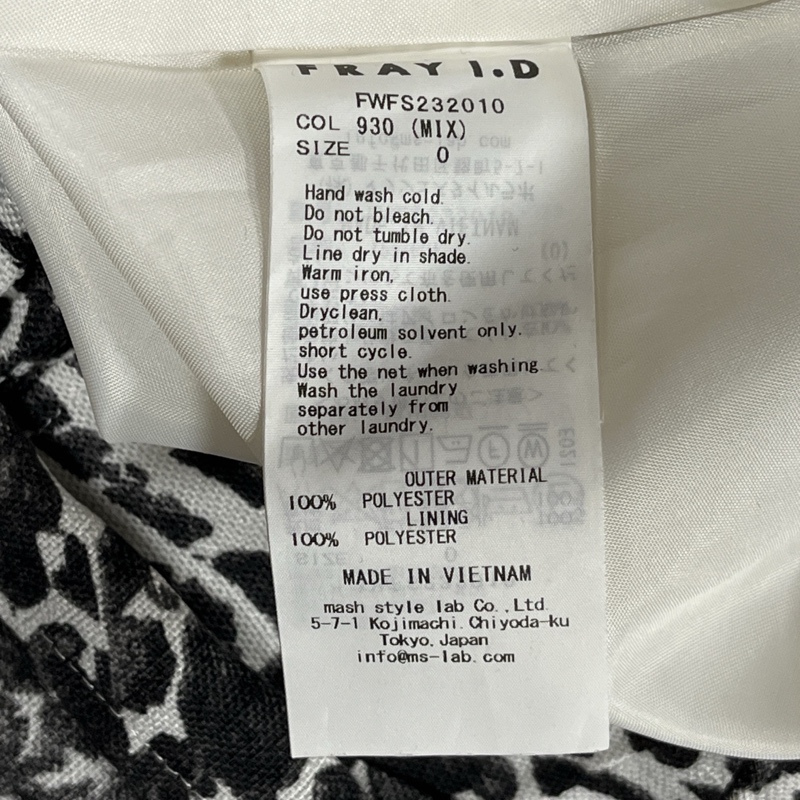 FRAY I.D
FWFS232010
COL 930 (MIX)
SIZE 0
Hand wash cold.
Do not bleach.
Do not tumble dry.
Line dry in shade.
Warm iron,
use press cloth.
Dryclean,
petroleum solvent only.
short cycle.
Use the net when washing.
Wash the laundry
separately from
other laundry.
OUTER MATERIAL
100% POLYESTER
LINING
100% POLYESTER
MADE IN VIETNAM
mash style lab Co.,Ltd.
5-7-1 Kojimachi.Chiyoda-ku
Tokyo,Japan
info@ms-lab.com